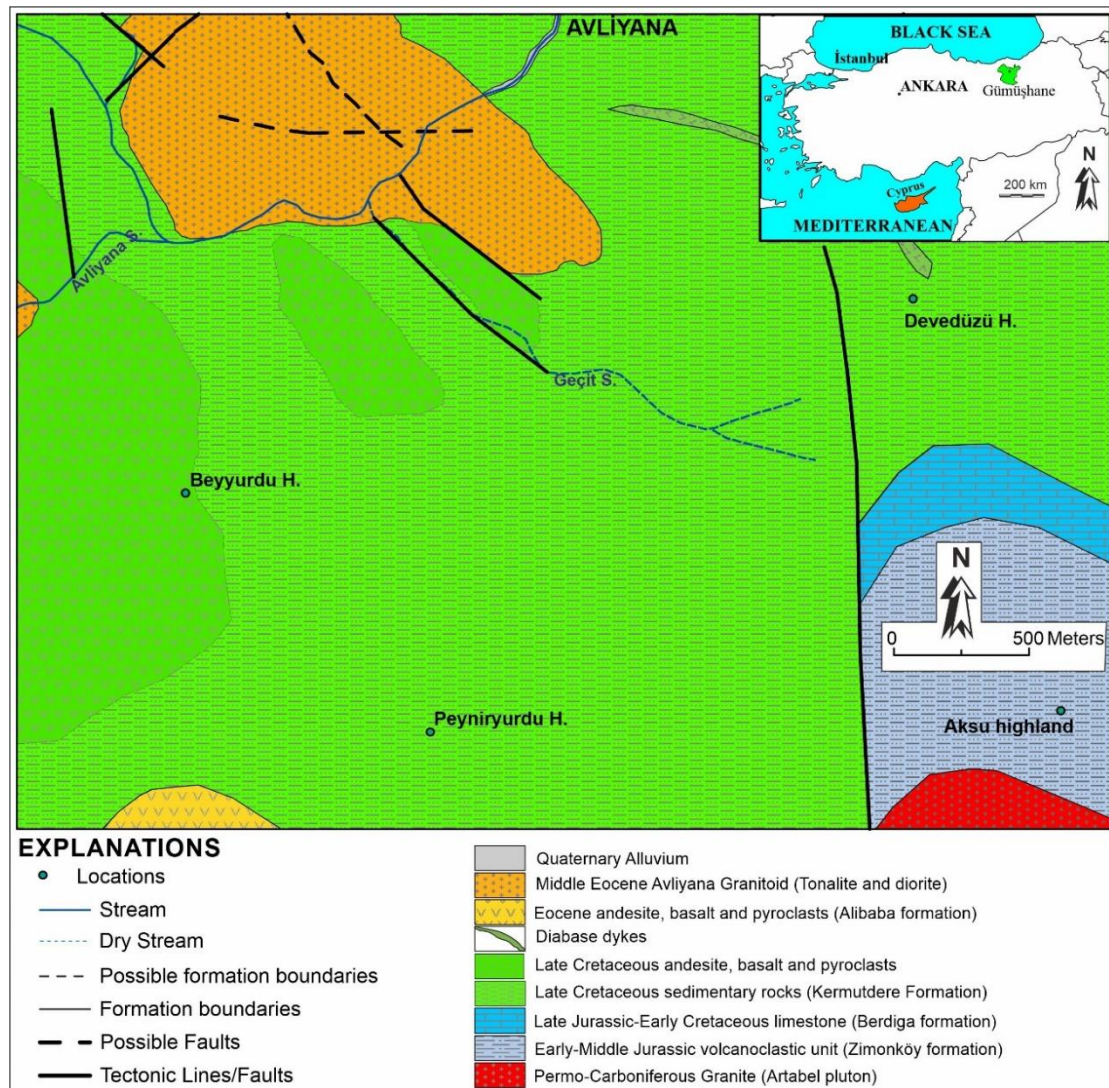 AVLİYANA
BLACK SEA
İstanbul
ANKARA
Gümüşhane
N
200 km
Cyprus
MEDITERRANEAN
Avliyana S.
Devedüzü H.
Geçit S.
Beyyurdu H.
N
0 500 Meters
Peyniryurdu H.
Aksu highland
EXPLANATIONS
Locations
Stream
Dry Stream
Possible formation boundaries
Formation boundaries
Possible Faults
Tectonic Lines/Faults
Quaternary Alluvium
Middle Eocene Avliyana Granitoid (Tonalite and diorite)
Eocene andesite, basalt and pyroclasts (Alibaba formation)
Diabase dykes
Late Cretaceous andesite, basalt and pyroclasts
Late Cretaceous sedimentary rocks (Kermutdere Formation)
Late Jurassic-Early Cretaceous limestone (Berdiga formation)
Early-Middle Jurassic volcanoclastic unit (Zimonköy formation)
Permo-Carboniferous Granite (Artabel pluton)